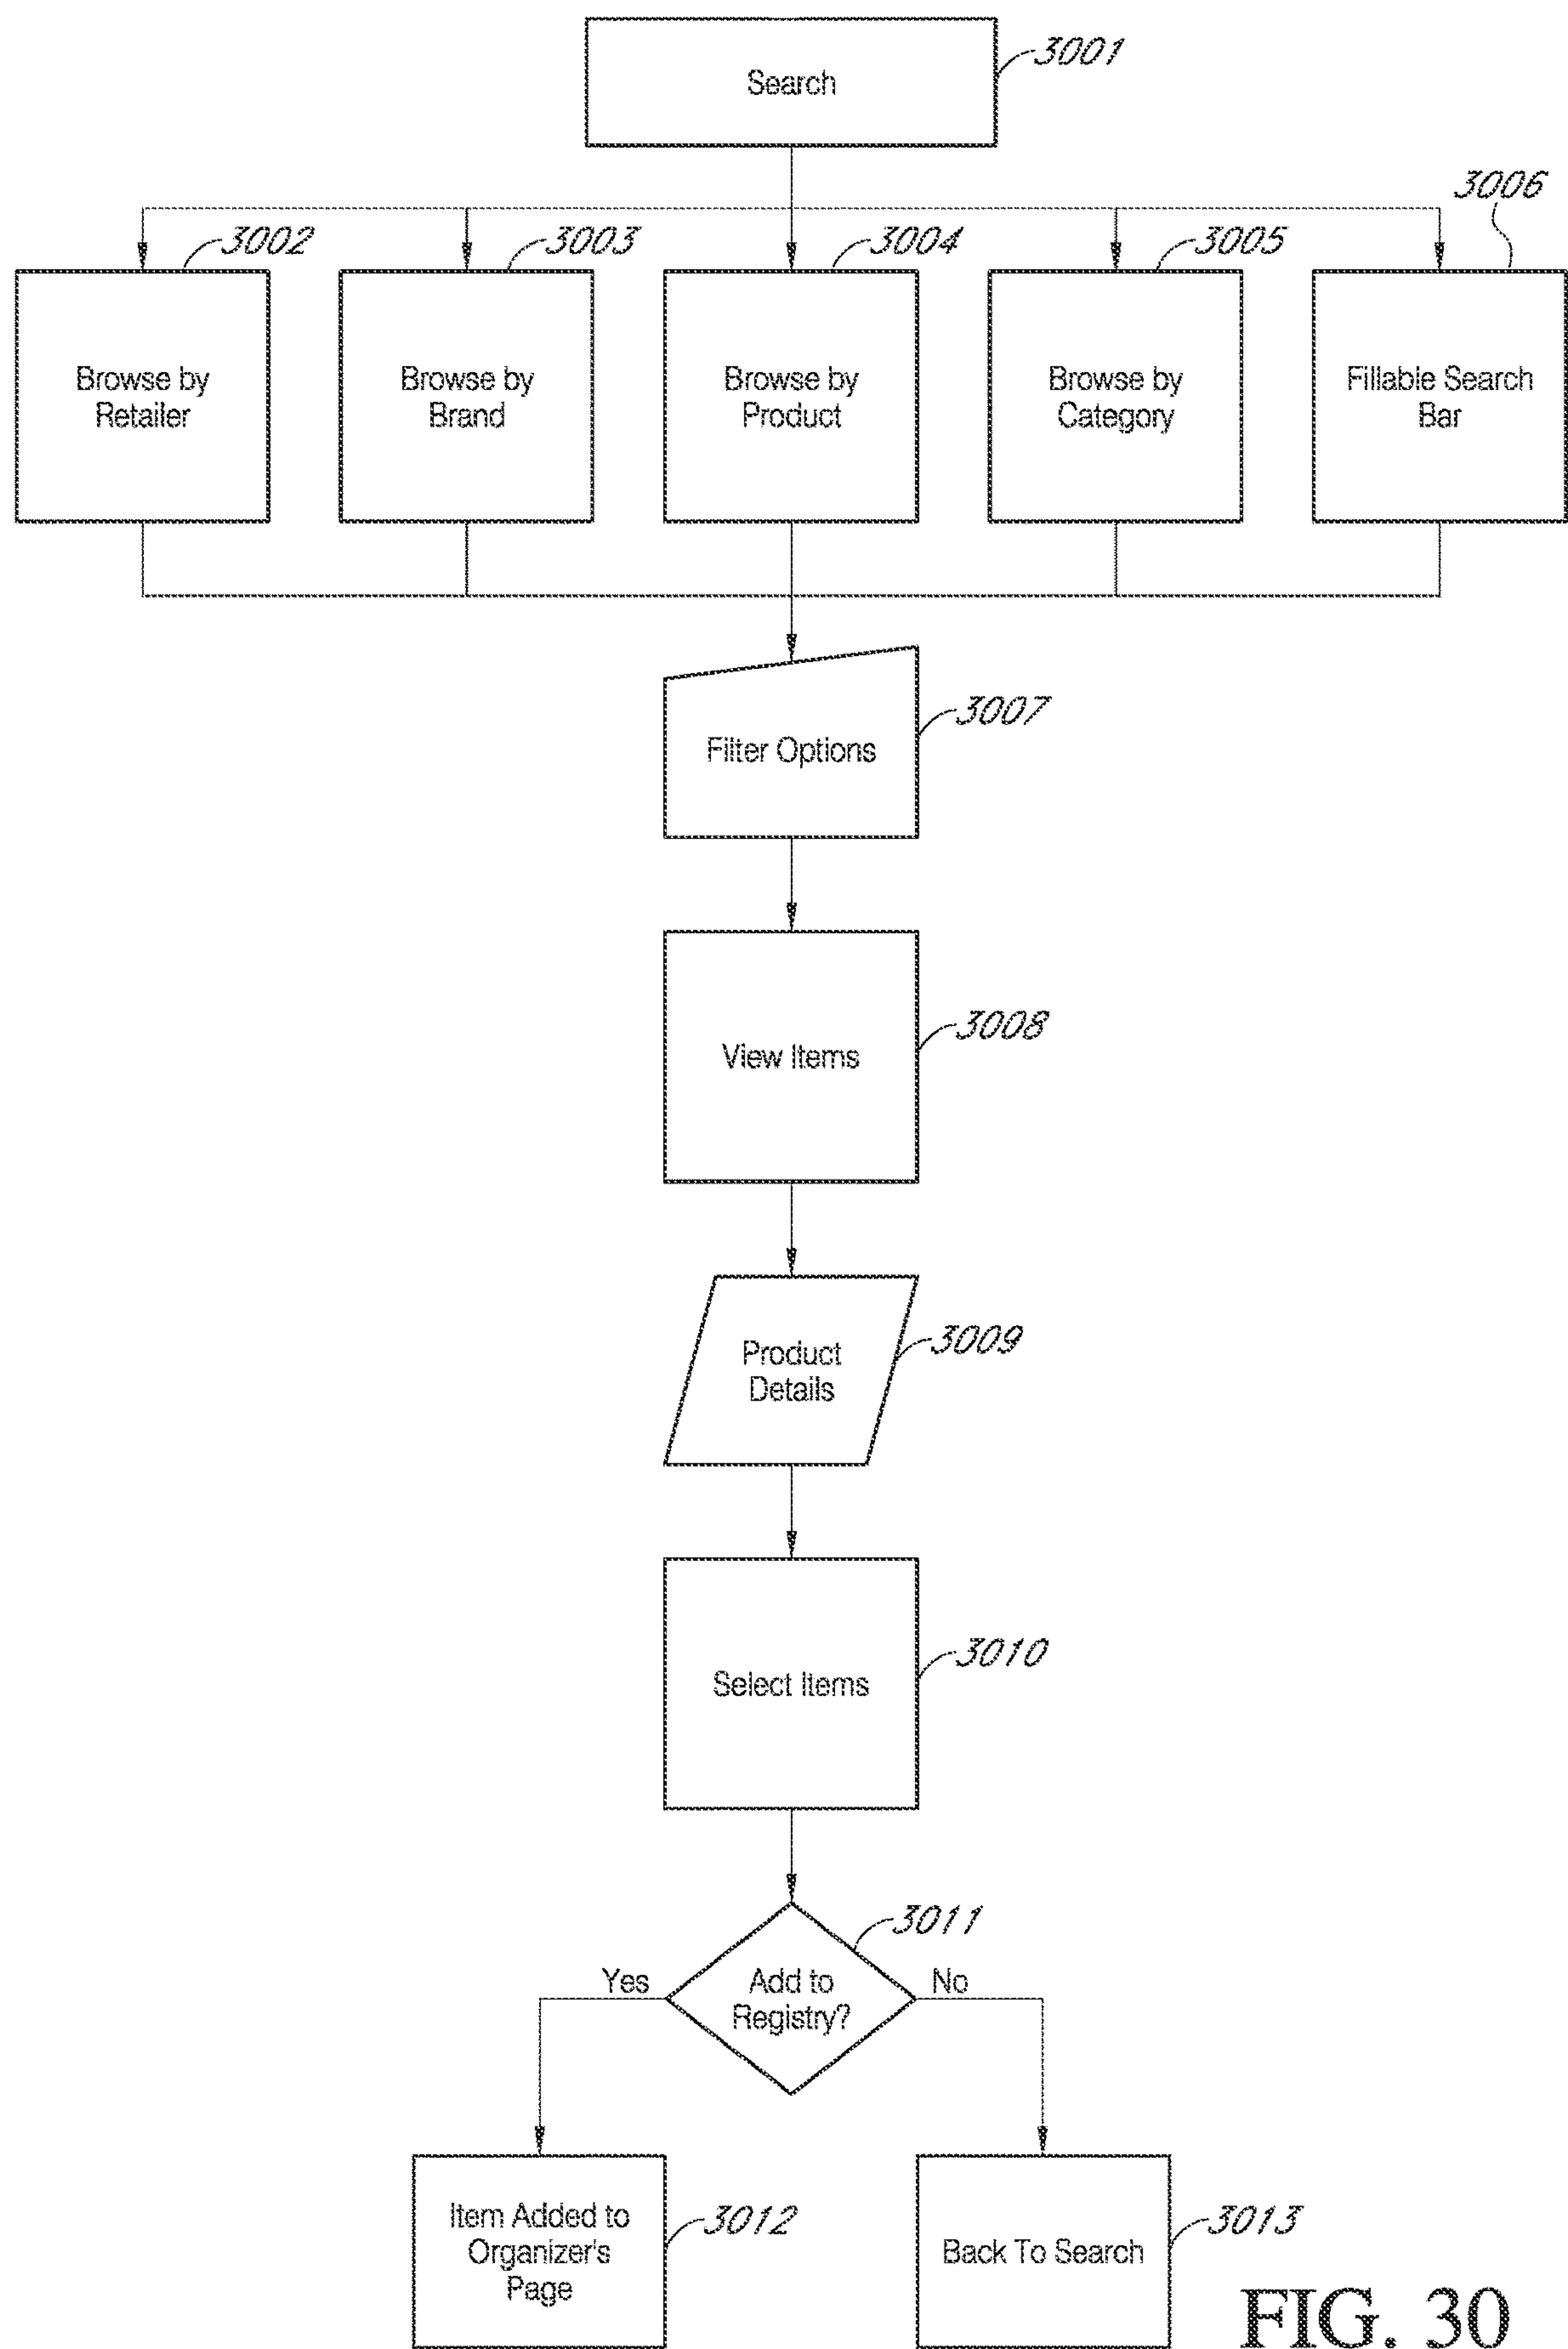 Search
3001
3002
3003
3004
3005
3006
Browse by
Retailer
Browse by
Brand
Browse by
Product
Browse by
Category
Fillable Search
Bar
Filter Options
3007
View Items
3008
Product
Details
3009
Select Items
3010
3011
Yes
Add to
Registry?
No
Item Added to
Organizer's
Page
3012
Back To Search
3013
FIG. 30